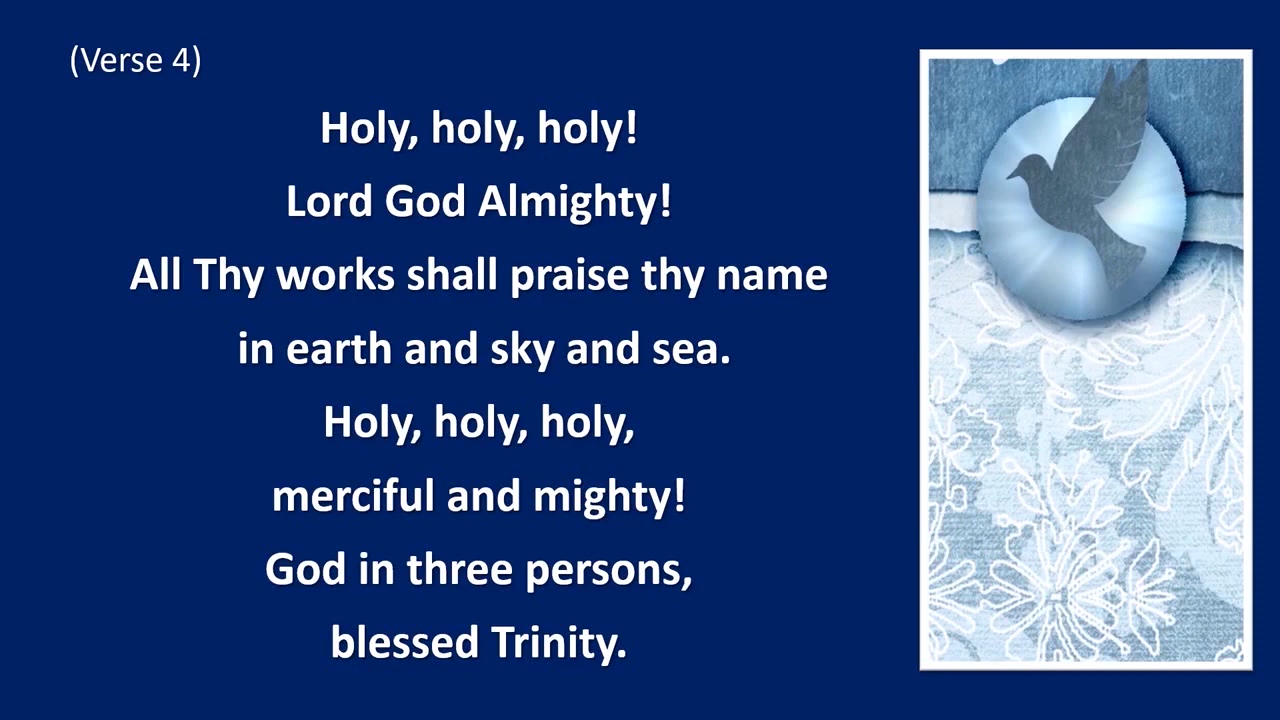 (Verse 4)
Holy, holy, holy!
Lord God Almighty!
All Thy works shall praise thy name
in earth and sky and sea.
Holy, holy, holy,
merciful and mighty!
God in three persons,
blessed Trinity.